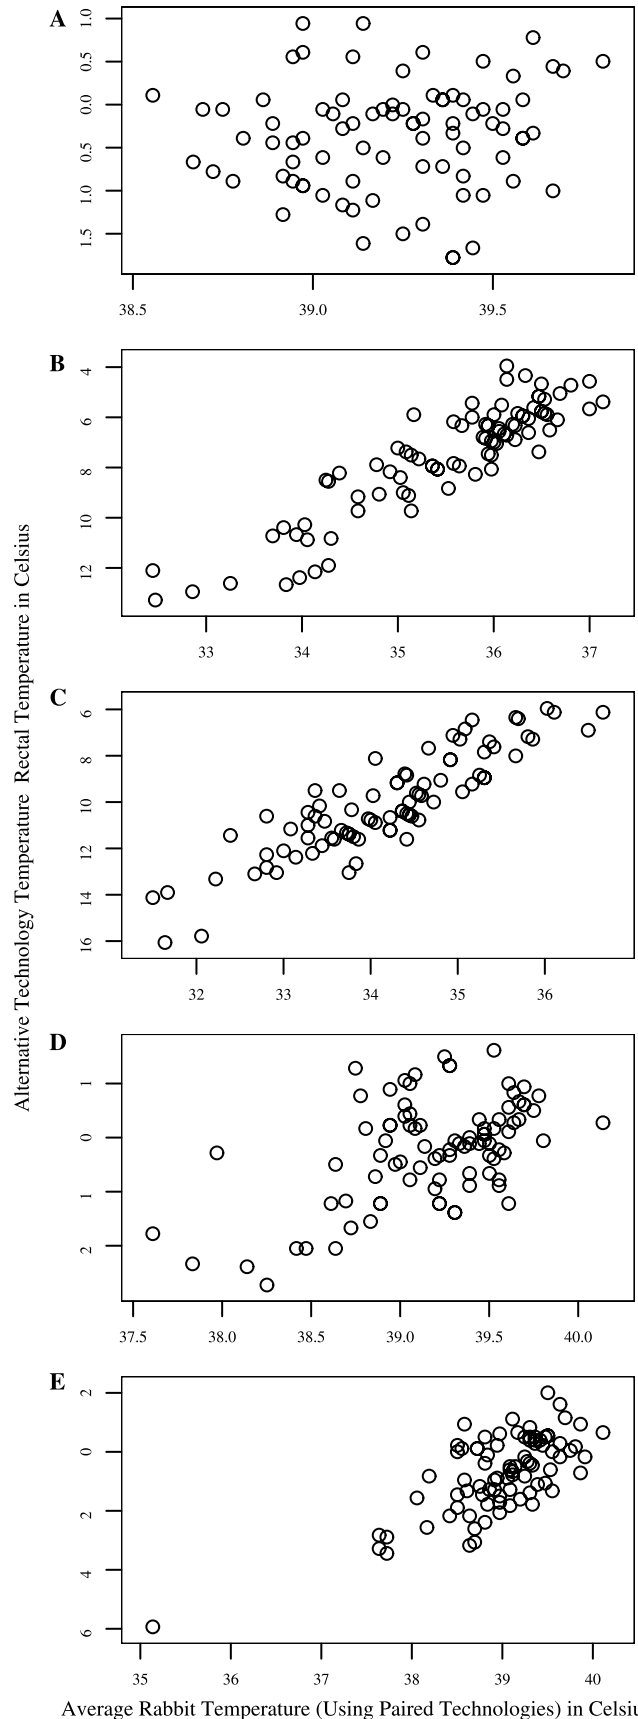 A
1.0
0.5
0.0
0.5
1.0
1.5
38.5 39.0 39.5
B
4
6
8
10
12
33 34 35 36 37
C
6
8
10
12
14
16
32 33 34 35 36
D
1
0
1
2
37.5 38.0 38.5 39.0 39.5 40.0
E
2
0
2
4
6
35 36 37 38 39 40
Alternative Technology Temperature Rectal Temperature in Celsius
Average Rabbit Temperature (Using Paired Technologies) in Celsiu